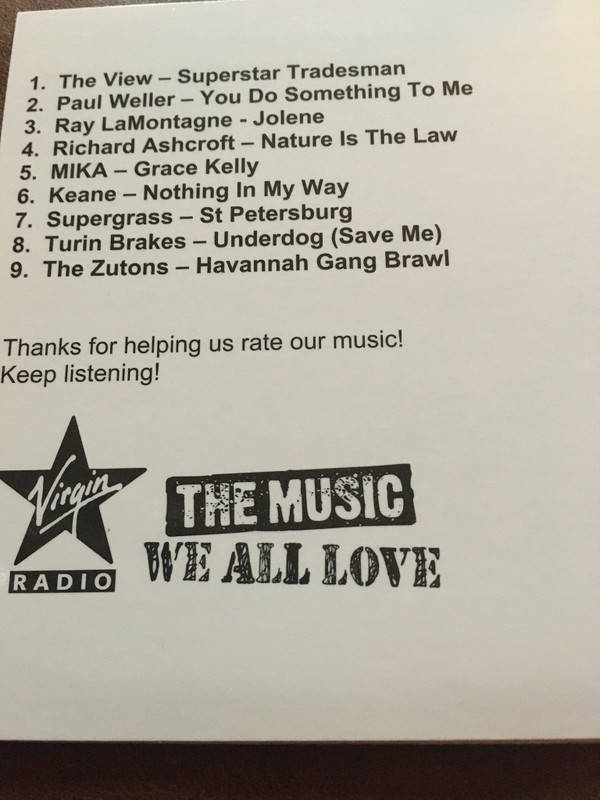 1. The View – Superstar Tradesman
2. Paul Weller – You Do Something To Me
3. Ray LaMontagne - Jolene
4. Richard Ashcroft – Nature Is The Law
5. MIKA – Grace Kelly
6. Keane – Nothing In My Way
7. Supergrass – St Petersburg
8. Turin Brakes – Underdog (Save Me)
9. The Zutons – Havannah Gang Brawl
Thanks for helping us rate our music!
Keep listening!
Virgin
RADIO
THE MUSIC
WE ALL LOVE